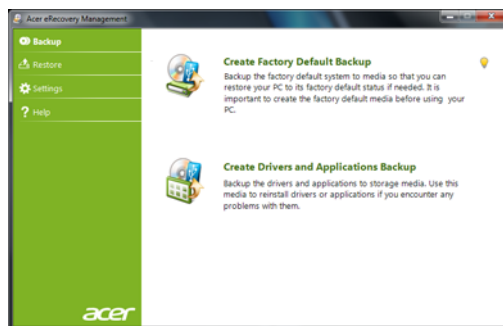 Acer eRecovery Management
Backup
Restore
Settings
? Help
Create Factory Default Backup
Backup the factory default system to media so that you can
restore your PC to its factory default status if needed. It is
important to create the factory default media before using your
PC.
Create Drivers and Applications Backup
Backup the drivers and applications to storage media. Use this
media to reinstall drivers or applications if you encounter any
problems with them.
acer